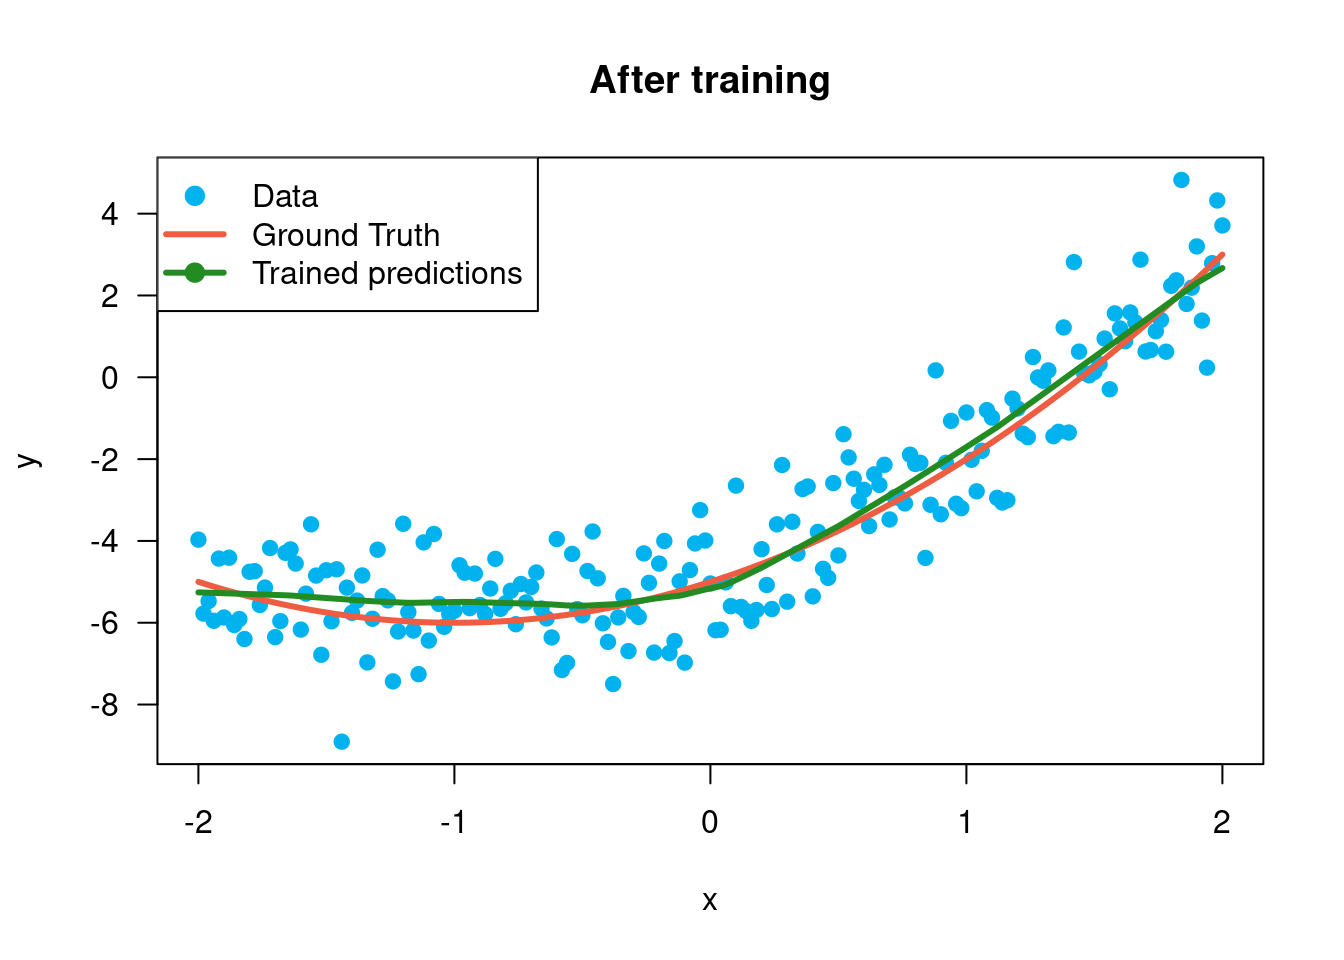 After training
Data
Ground Truth
Trained predictions
4
2
0
-2
-4
-6
-8
y
-2 -1 0 1 2
x